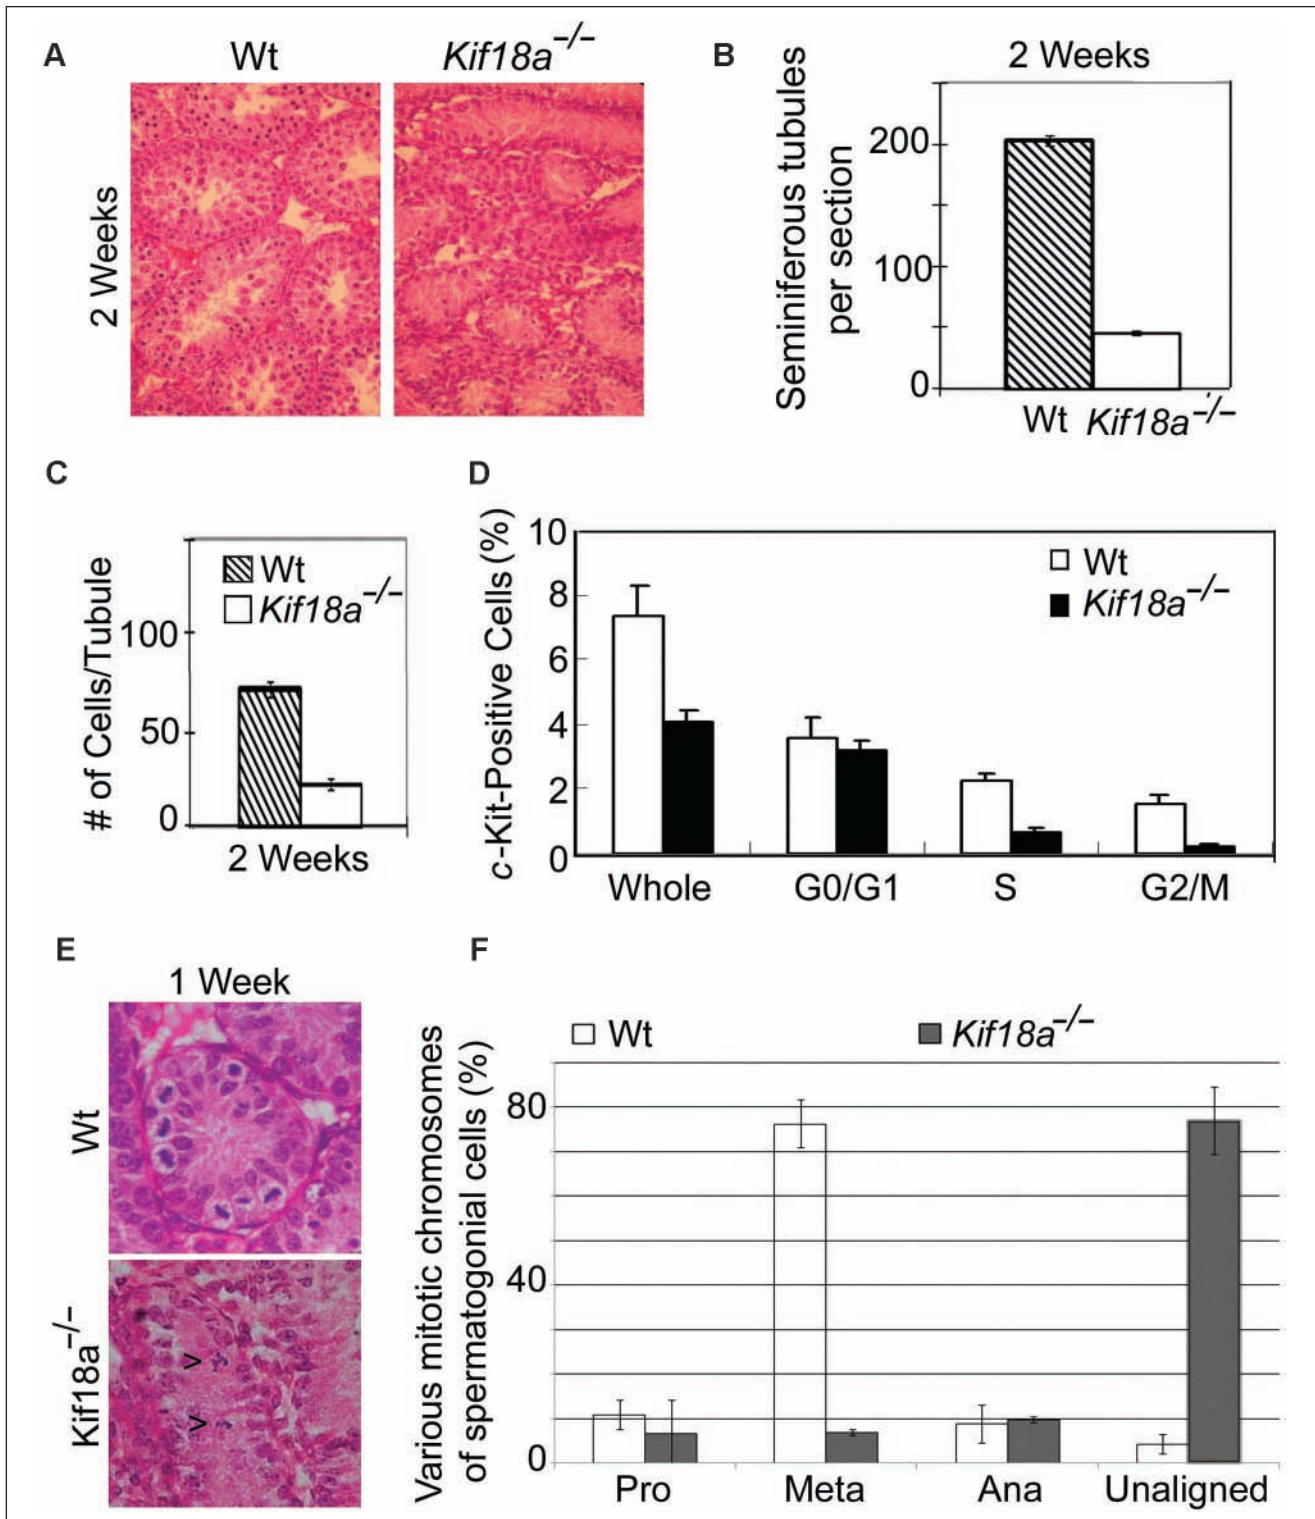 A
Wt
Kif18a−/−
2 Weeks
B
2 Weeks
Seminiferous tubules
per section
200
100
0
Wt
Kif18a−/−
C
# of Cells/Tubule
100
50
0
Wt
Kif18a−/−
2 Weeks
D
c-Kit-Positive Cells (%)
10
8
6
4
2
0
Wt
Kif18a−/−
Whole
G0/G1
S
G2/M
E
1 Week
Wt
Kif18a−/−
>
>
F
Various mitotic chromosomes
of spermatogonial cells (%)
Wt
Kif18a−/−
80
40
0
Pro
Meta
Ana
Unaligned